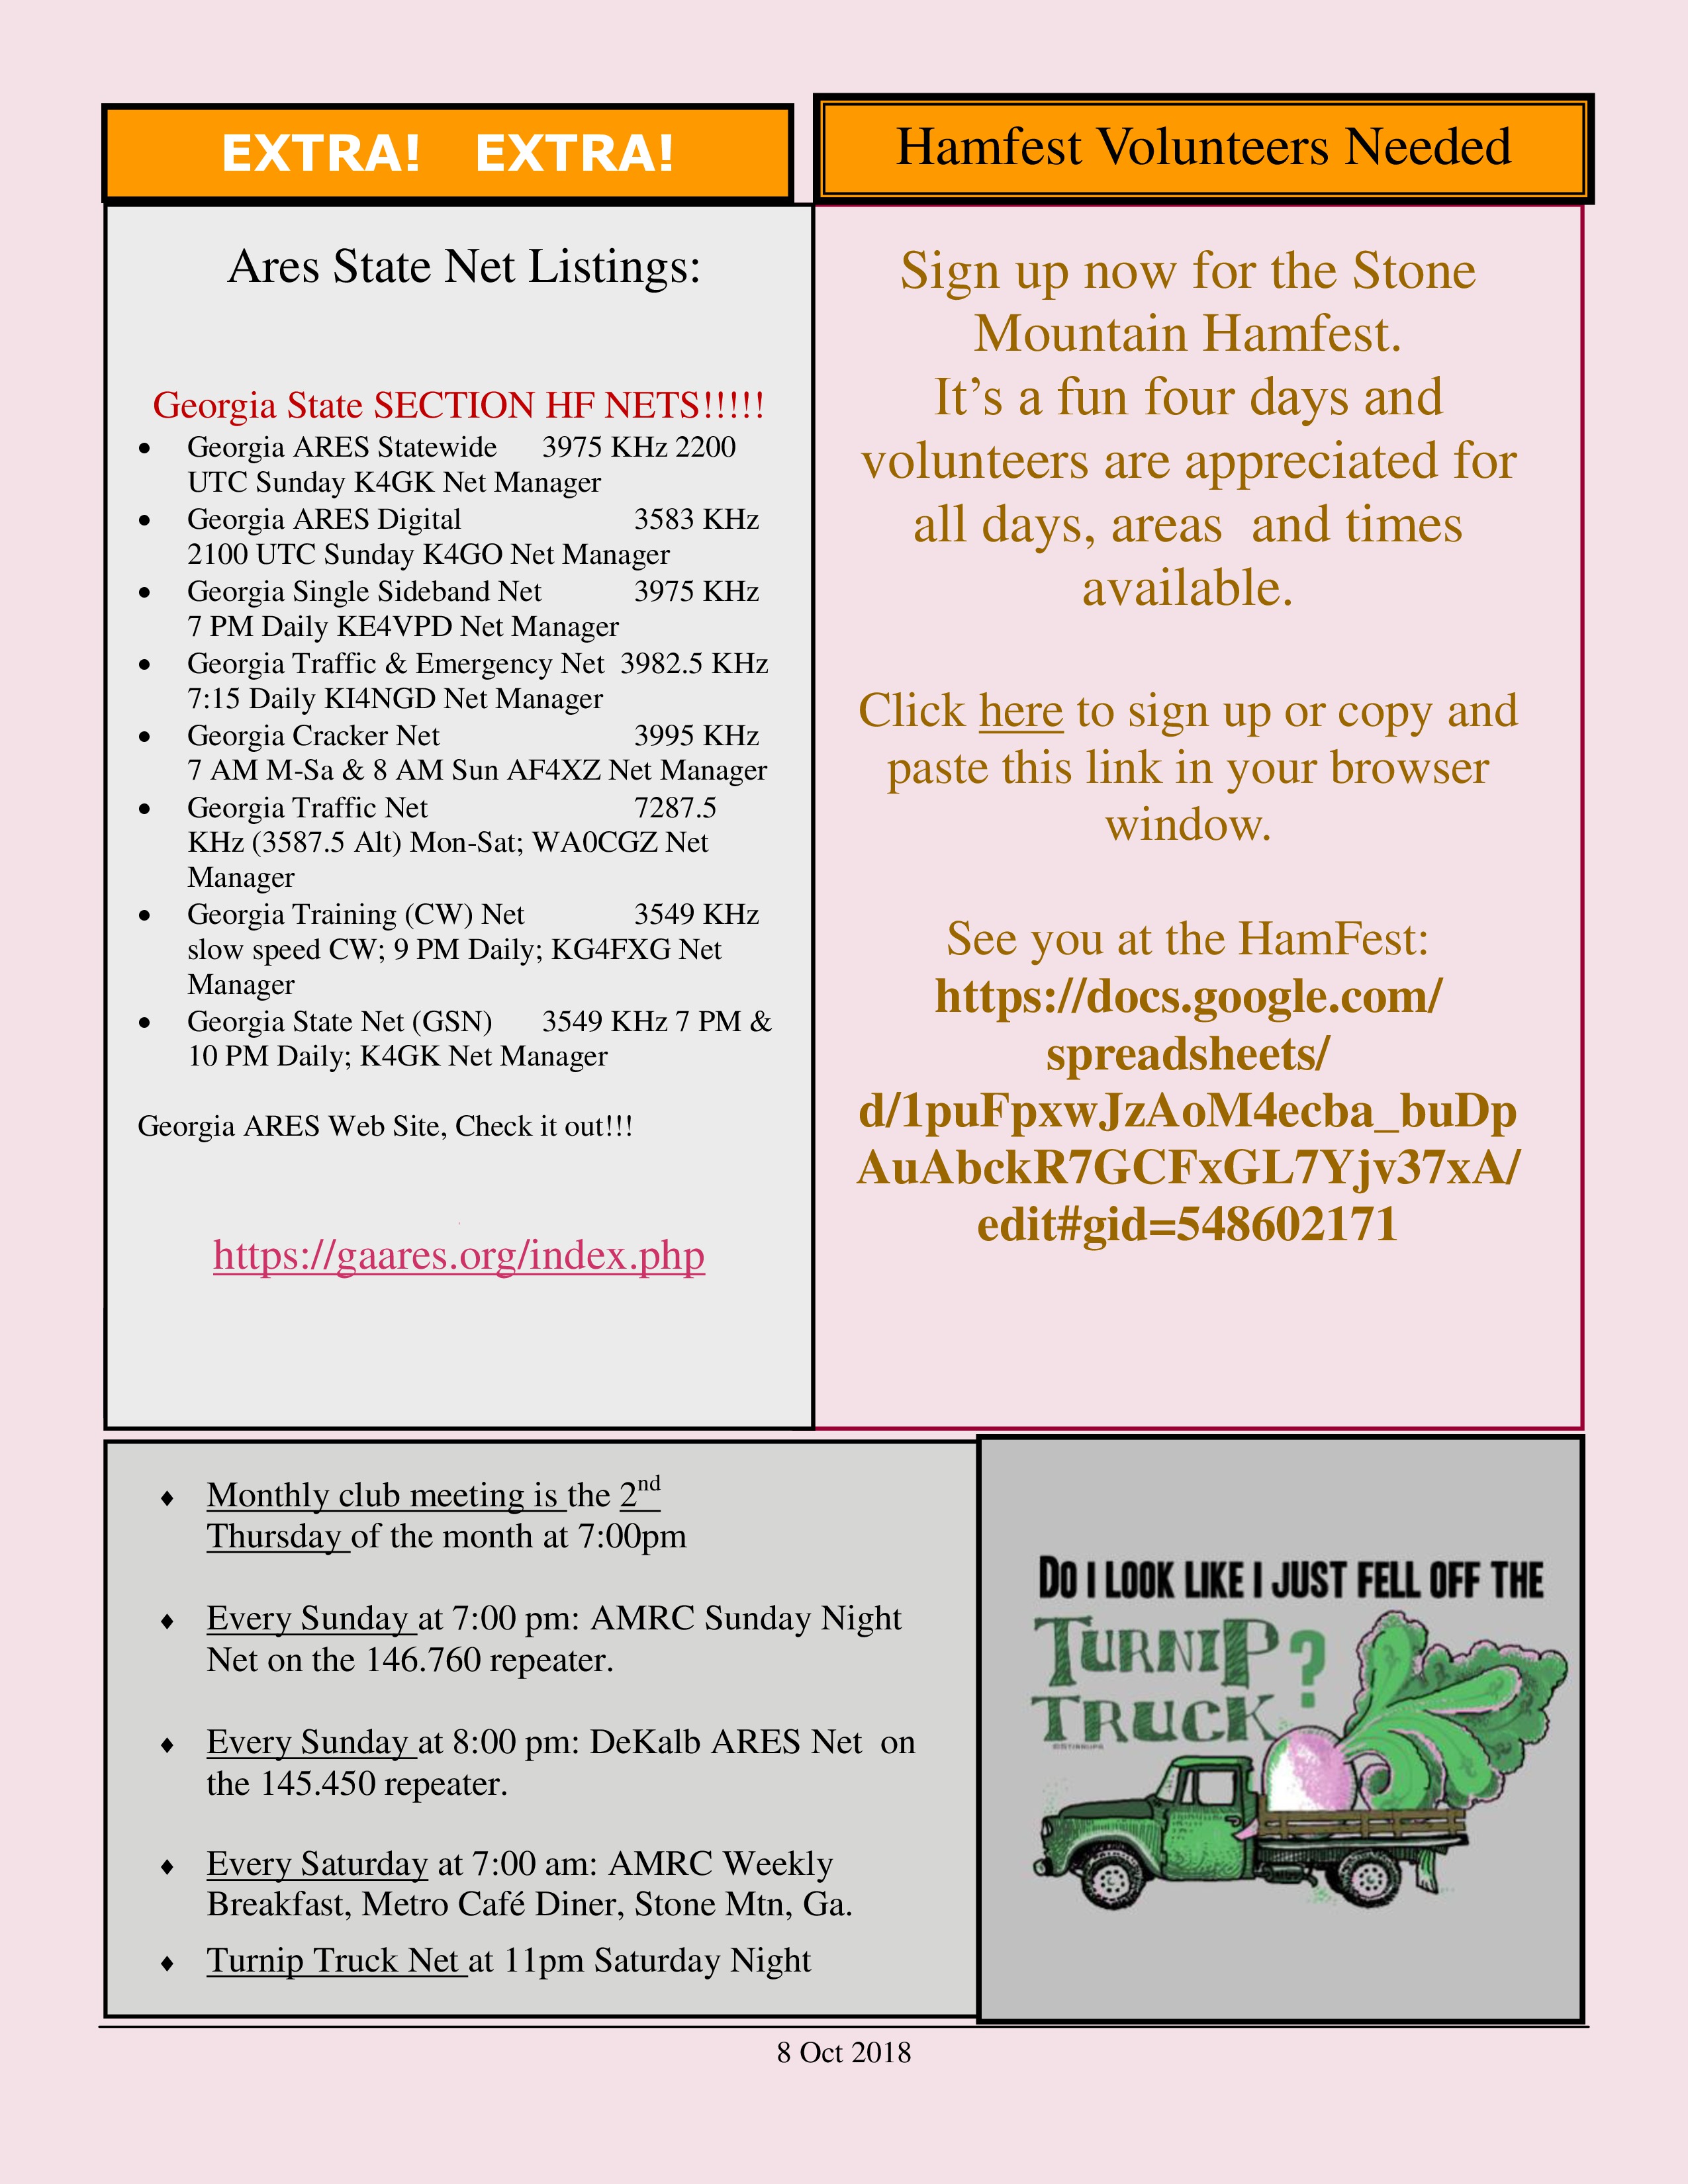 EXTRA!   EXTRA!
Ares State Net Listings:
Georgia State SECTION HF NETS!!!!!
• Georgia ARES Statewide 3975 KHz 2200
UTC Sunday K4GK Net Manager
• Georgia ARES Digital 3583 KHz
2100 UTC Sunday K4GO Net Manager
• Georgia Single Sideband Net 3975 KHz
7 PM Daily KE4VPD Net Manager
• Georgia Traffic & Emergency Net 3982.5 KHz
7:15 Daily KI4NGD Net Manager
• Georgia Cracker Net 3995 KHz
7 AM M-Sa & 8 AM Sun AF4XZ Net Manager
• Georgia Traffic Net 7287.5
KHz (3587.5 Alt) Mon-Sat; WA0CGZ Net
Manager
• Georgia Training (CW) Net 3549 KHz
slow speed CW; 9 PM Daily; KG4FXG Net
Manager
• Georgia State Net (GSN) 3549 KHz 7 PM &
10 PM Daily; K4GK Net Manager
Georgia ARES Web Site, Check it out!!!
https://gaares.org/index.php
Hamfest Volunteers Needed
Sign up now for the Stone
Mountain Hamfest.
It’s a fun four days and
volunteers are appreciated for
all days, areas  and times
available.
Click here to sign up or copy and
paste this link in your browser
window.
See you at the HamFest:
https://docs.google.com/
spreadsheets/
d/1puFpxwJzAoM4ecba_buDp
AuAbckR7GCFxGL7Yjv37xA/
edit#gid=548602171
♦ Monthly club meeting is the 2nd
Thursday of the month at 7:00pm
♦ Every Sunday at 7:00 pm: AMRC Sunday Night
Net on the 146.760 repeater.
♦ Every Sunday at 8:00 pm: DeKalb ARES Net  on
the 145.450 repeater.
♦ Every Saturday at 7:00 am: AMRC Weekly
Breakfast, Metro Café Diner, Stone Mtn, Ga.
♦ Turnip Truck Net at 11pm Saturday Night
DO I LOOK LIKE I JUST FELL OFF THE
TURNIP ?
TRUCK
8 Oct 2018